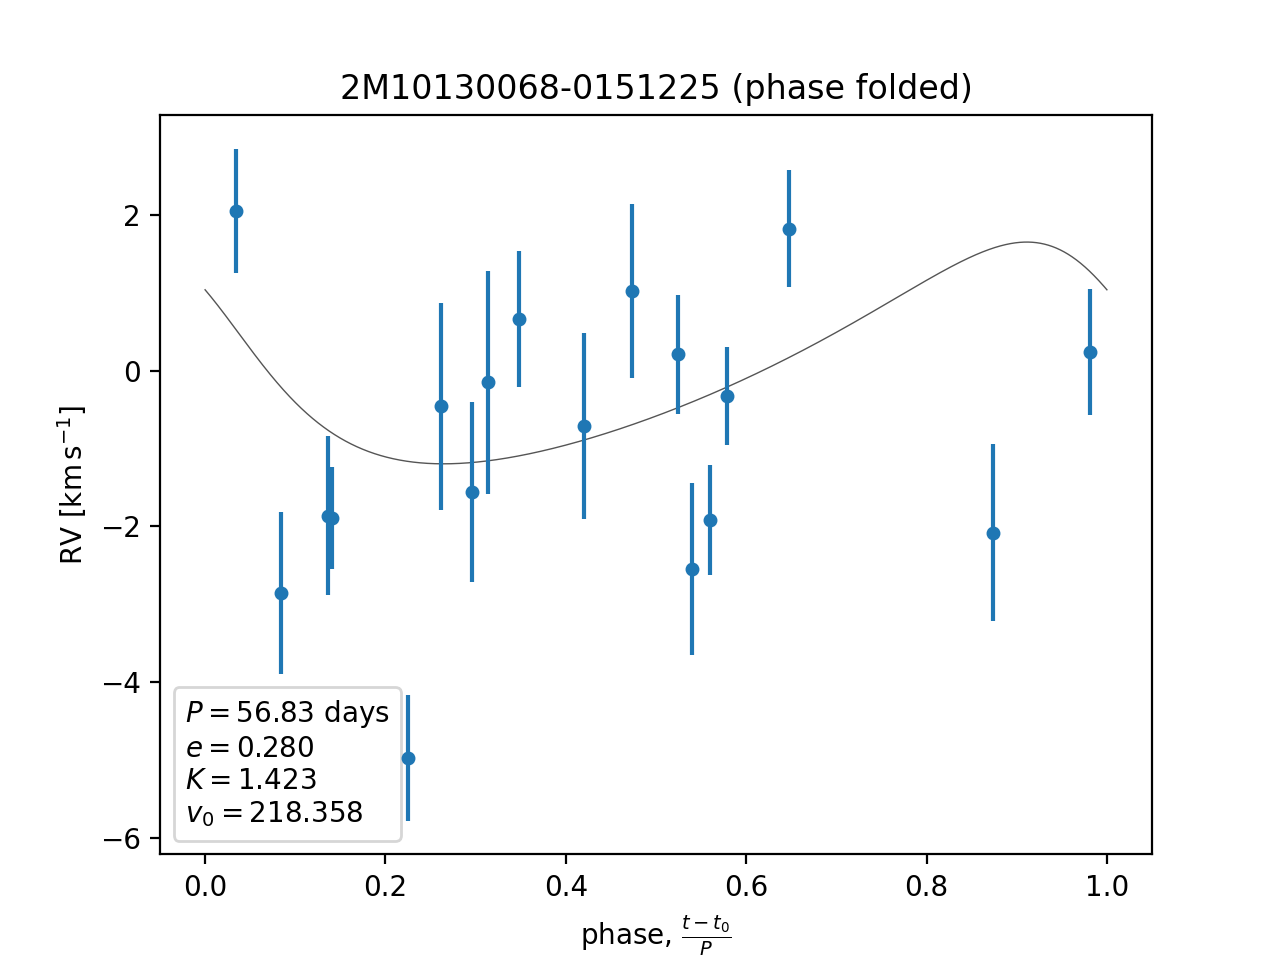 2M10130068-0151225 (phase folded)
2
0
−2
−4
−6
RV [km s⁻¹]
P = 56.83 days
e = 0.280
K = 1.423
v₀ = 218.358
0.0 0.2 0.4 0.6 0.8 1.0
phase, (t − t₀)/P